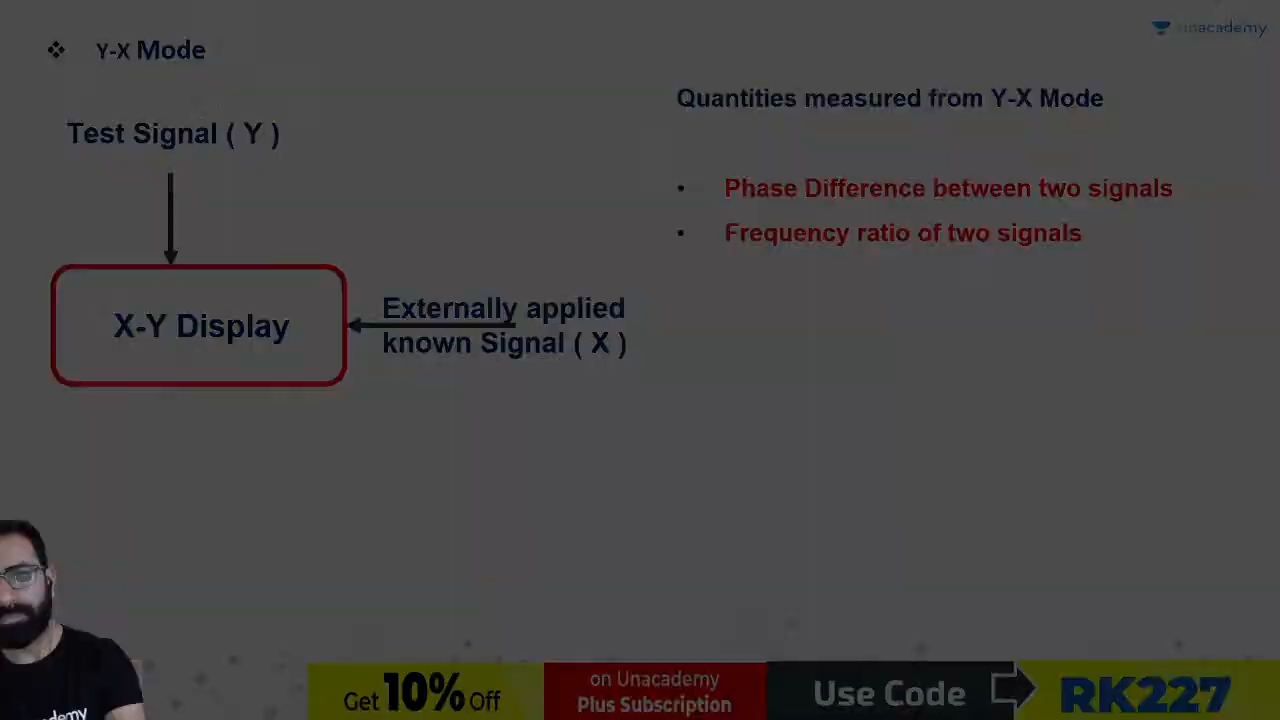 ❖ Y-X Mode
unacademy
Quantities measured from Y-X Mode
Test Signal ( Y )
• Phase Difference between two signals
• Frequency ratio of two signals
X-Y Display
Externally applied
known Signal ( X )
Get 10% Off
on Unacademy
Plus Subscription
Use Code
RK227